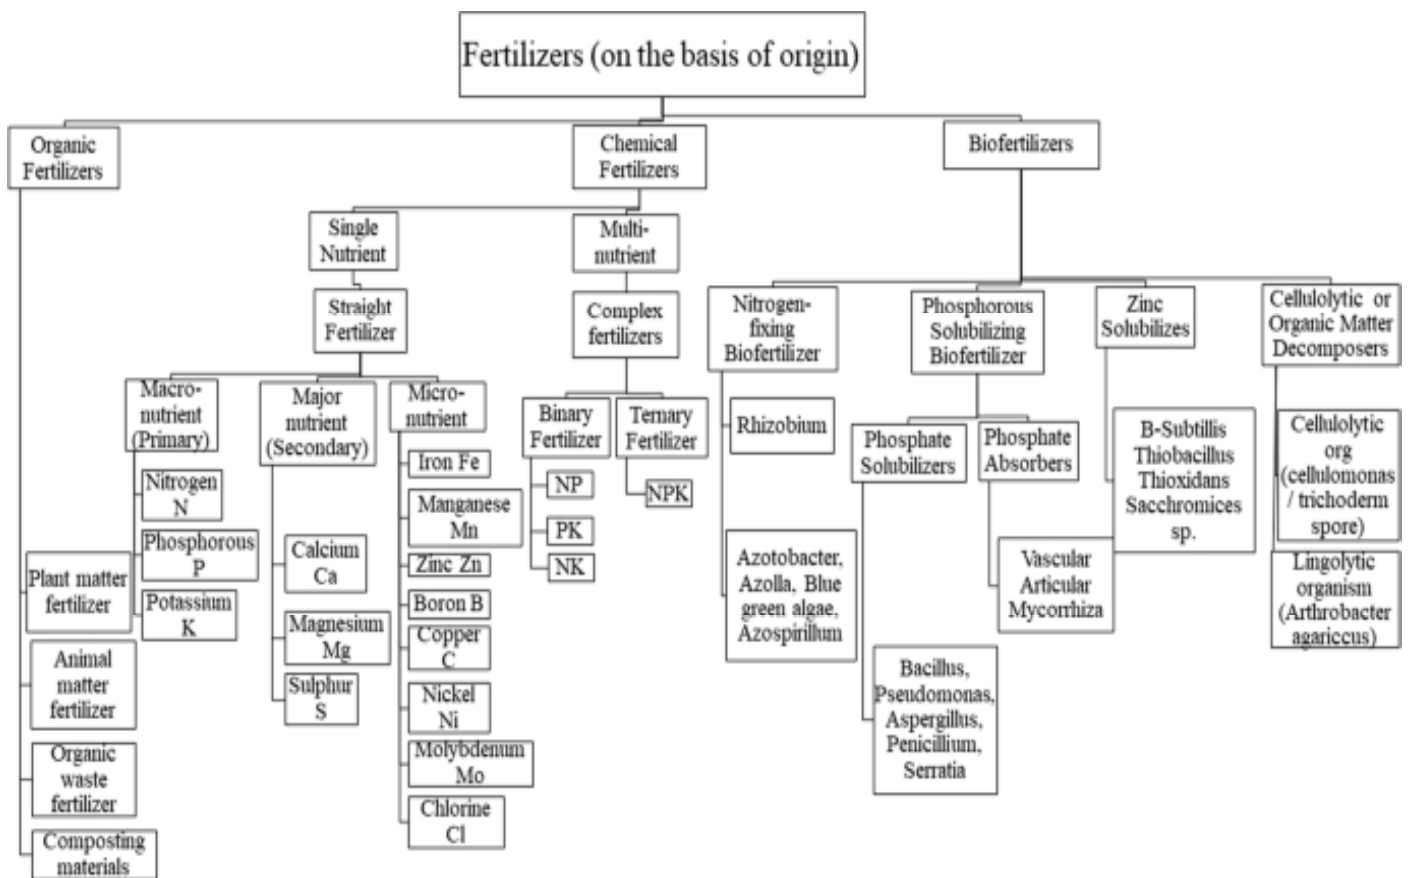 Fertilizers (on the basis of origin)
Organic
Fertilizers
Plant matter
fertilizer
Animal
matter
fertilizer
Organic
waste
fertilizer
Composting
materials
Chemical
Fertilizers
Single
Nutrient
Straight
Fertilizer
Macro-
nutrient
(Primary)
Nitrogen
N
Phosphorous
P
Potassium
K
Major
nutrient
(Secondary)
Calcium
Ca
Magnesium
Mg
Sulphur
S
Micro-
nutrient
Iron Fe
Manganese
Mn
Zinc Zn
Boron B
Copper
C
Nickel
Ni
Molybdenum
Mo
Chlorine
Cl
Multi-
nutrient
Complex
fertilizers
Binary
Fertilizer
NP
PK
NK
Ternary
Fertilizer
NPK
Biofertilizers
Nitrogen-
fixing
Biofertilizer
Rhizobium
Azotobacter,
Azolla, Blue
green algae,
Azospirillum
Phosphorous
Solubilizing
Biofertilizer
Phosphate
Solubilizers
Bacillus,
Pseudomonas,
Aspergillus,
Penicillium,
Serratia
Phosphate
Absorbers
Vascular
Articular
Mycorrhiza
Zinc
Solubilizes
B-Subtillis
Thiobacillus
Thioxidans
Sacchromices
sp.
Cellulolytic or
Organic Matter
Decomposers
Cellulolytic
org
(cellulomonas
/ trichoderm
spore)
Lingolytic
organism
(Arthrobacter
agariccus)